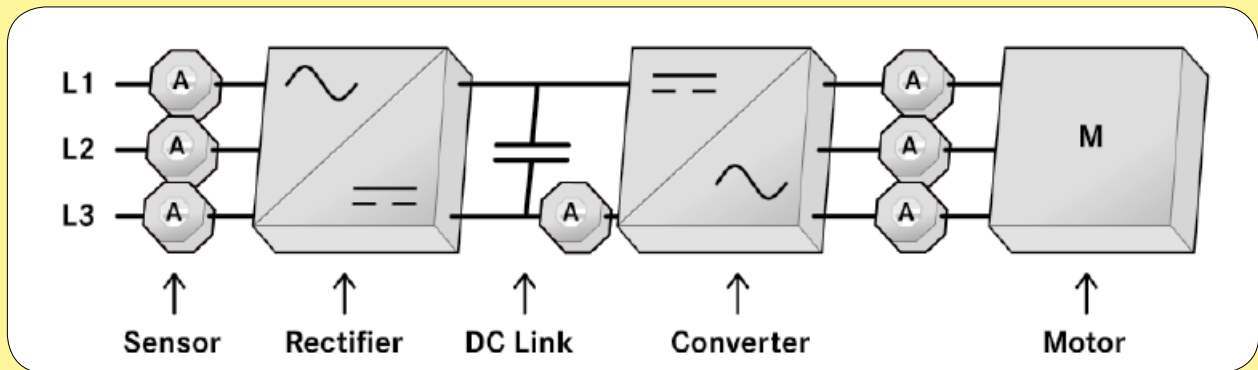 L1 A A M
L2 A A
L3 A A A
Sensor Rectifier DC Link Converter Motor